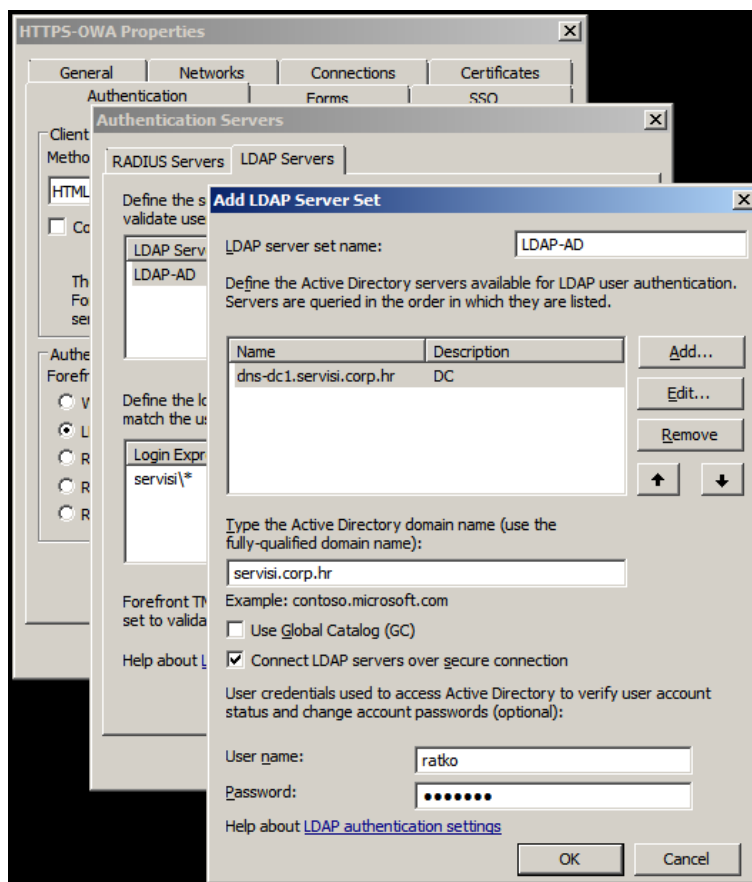 HTTPS-OWA Properties
General Networks Connections Certificates
Authentication Forms SSO
Client
Metho
HTML
Co
Th
For
ser
Authe
Forefr
W
LI
R
R
R
Authentication Servers
RADIUS Servers LDAP Servers
Define the s
validate use
LDAP Serv
LDAP-AD
Define the lo
match the us
Login Expr
servisi\*
Forefront TM
set to valida
Help about L
Add LDAP Server Set
LDAP server set name: LDAP-AD
Define the Active Directory servers available for LDAP user authentication.
Servers are queried in the order in which they are listed.
Name Description
dns-dc1.servisi.corp.hr DC
Add...
Edit...
Remove
Type the Active Directory domain name (use the
fully-qualified domain name):
servisi.corp.hr
Example: contoso.microsoft.com
Use Global Catalog (GC)
Connect LDAP servers over secure connection
User credentials used to access Active Directory to verify user account
status and change account passwords (optional):
User name: ratko
Password: •••••••
Help about LDAP authentication settings
OK Cancel